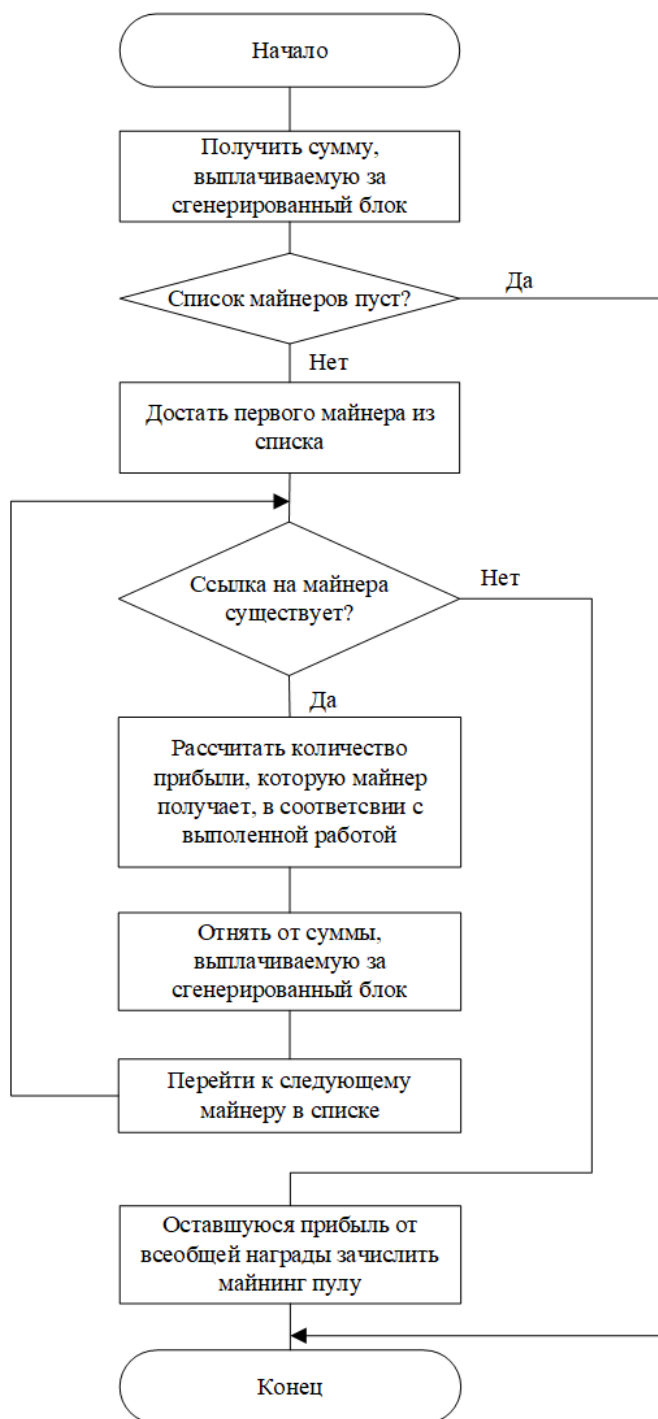 Начало
Получить сумму,
выплачиваемую за
сгенерированный блок
Список майнеров пуст?
Да
Нет
Достать первого майнера из
списка
Ссылка на майнера
существует?
Нет
Да
Рассчитать количество
прибыли, которую майнер
получает, в соответсвии с
выполенной работой
Отнять от суммы,
выплачиваемую за
сгенерированный блок
Перейти к следующему
майнеру в списке
Оставшуюся прибыль от
всеобщей награды зачислить
майнинг пулу
Конец